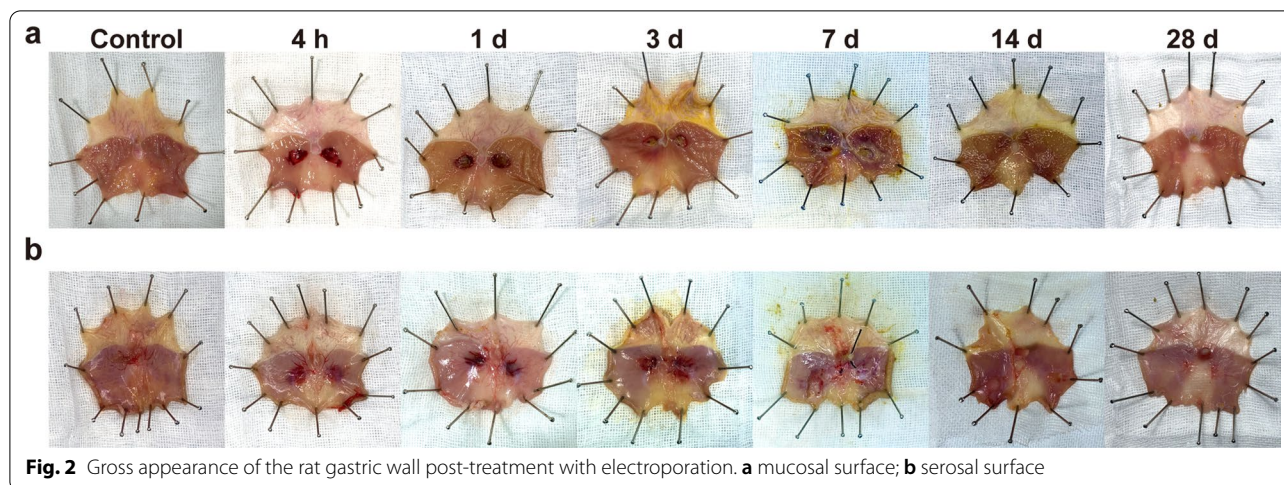 a
Control 4 h 1 d 3 d 7 d 14 d 28 d
b
Fig. 2 Gross appearance of the rat gastric wall post-treatment with electroporation. a mucosal surface; b serosal surface